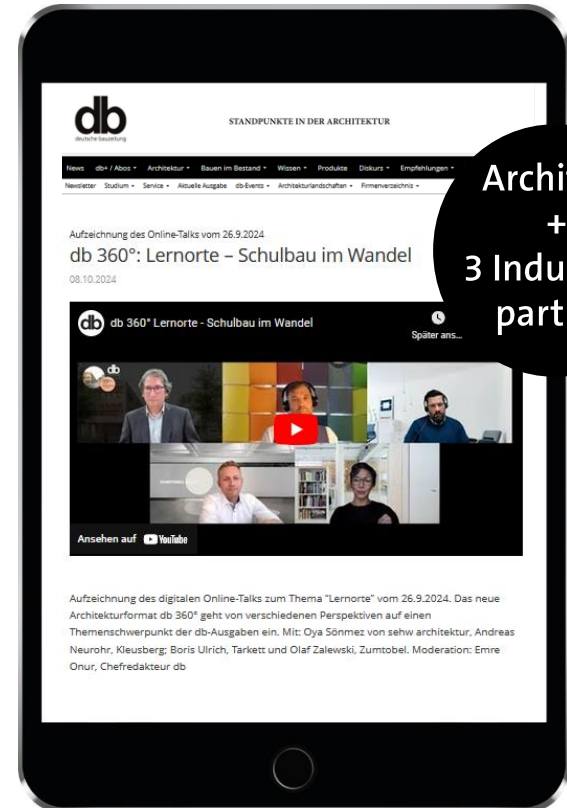 db
deutsche bauzeitung
STANDPUNKTE IN DER ARCHITEKTUR
News db+ / Abos Architektur Bauen im Bestand Wissen Produkte Diskurs Empfehlungen
Newsletter Studium Service Aktuelle Ausgabe db-Events Architekturlandschaften Firmenverzeichnis
Archi
+
3 Indu
part
Aufzeichnung des Online-Talks vom 26.9.2024
db 360°: Lernorte – Schulbau im Wandel
08.10.2024
db db 360° Lernorte - Schulbau im Wandel
Später ans...
db
Ansehen auf YouTube
Aufzeichnung des digitalen Online-Talks zum Thema "Lernorte" vom 26.9.2024. Das neue
Architekturformat db 360° geht von verschiedenen Perspektiven auf einen
Themenschwerpunkt der db-Ausgaben ein. Mit: Oya Sönmez von sehw architektur, Andreas
Neurohr, Kleusberg; Boris Ulrich, Tarkett und Olaf Zalewski, Zumtobel. Moderation: Emre
Onur, Chefredakteur db